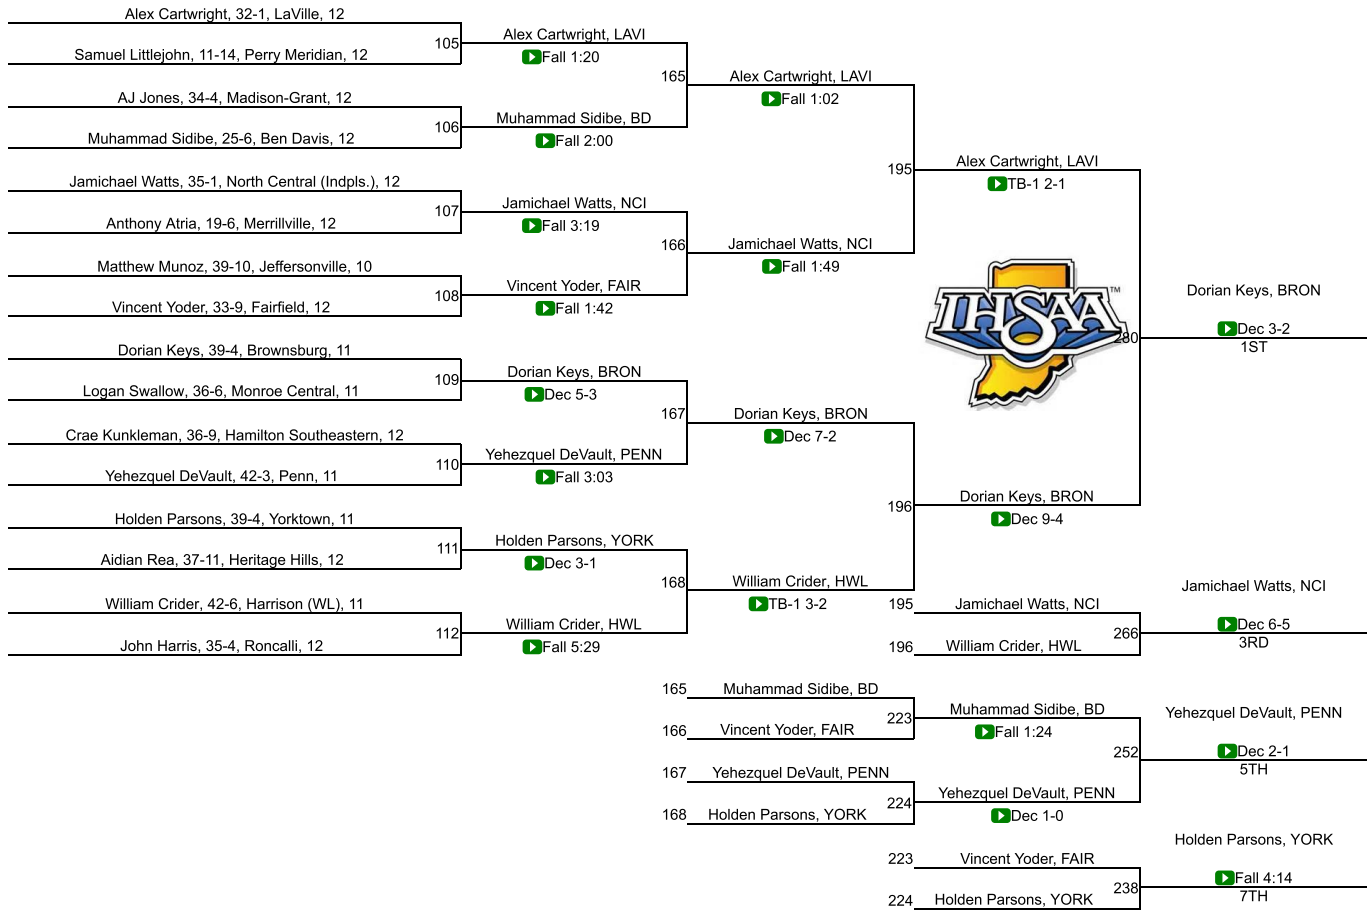 Alex Cartwright, 32-1, LaVille, 12
Samuel Littlejohn, 11-14, Perry Meridian, 12
105
Alex Cartwright, LAVI
Fall 1:20
AJ Jones, 34-4, Madison-Grant, 12
Muhammad Sidibe, 25-6, Ben Davis, 12
106
Muhammad Sidibe, BD
Fall 2:00
165
Alex Cartwright, LAVI
Fall 1:02
Jamichael Watts, 35-1, North Central (Indpls.), 12
Anthony Atria, 19-6, Merrillville, 12
107
Jamichael Watts, NCI
Fall 3:19
Matthew Munoz, 39-10, Jeffersonville, 10
Vincent Yoder, 33-9, Fairfield, 12
108
Vincent Yoder, FAIR
Fall 1:42
166
Jamichael Watts, NCI
Fall 1:49
195
Alex Cartwright, LAVI
TB-1 2-1
Dorian Keys, 39-4, Brownsburg, 11
Logan Swallow, 36-6, Monroe Central, 11
109
Dorian Keys, BRON
Dec 5-3
Crae Kunkleman, 36-9, Hamilton Southeastern, 12
Yehezquel DeVault, 42-3, Penn, 11
110
Yehezquel DeVault, PENN
Fall 3:03
167
Dorian Keys, BRON
Dec 7-2
Holden Parsons, 39-4, Yorktown, 11
Aidian Rea, 37-11, Heritage Hills, 12
111
Holden Parsons, YORK
Dec 3-1
William Crider, 42-6, Harrison (WL), 11
John Harris, 35-4, Roncalli, 12
112
William Crider, HWL
Fall 5:29
168
William Crider, HWL
TB-1 3-2
196
Dorian Keys, BRON
Dec 9-4
IHSAA™
280
Dorian Keys, BRON
Dec 3-2
1ST
195
Jamichael Watts, NCI
196
William Crider, HWL
266
Jamichael Watts, NCI
Dec 6-5
3RD
165
Muhammad Sidibe, BD
166
Vincent Yoder, FAIR
223
Muhammad Sidibe, BD
Fall 1:24
167
Yehezquel DeVault, PENN
168
Holden Parsons, YORK
224
Yehezquel DeVault, PENN
Dec 1-0
252
Yehezquel DeVault, PENN
Dec 2-1
5TH
223
Vincent Yoder, FAIR
224
Holden Parsons, YORK
238
Holden Parsons, YORK
Fall 4:14
7TH